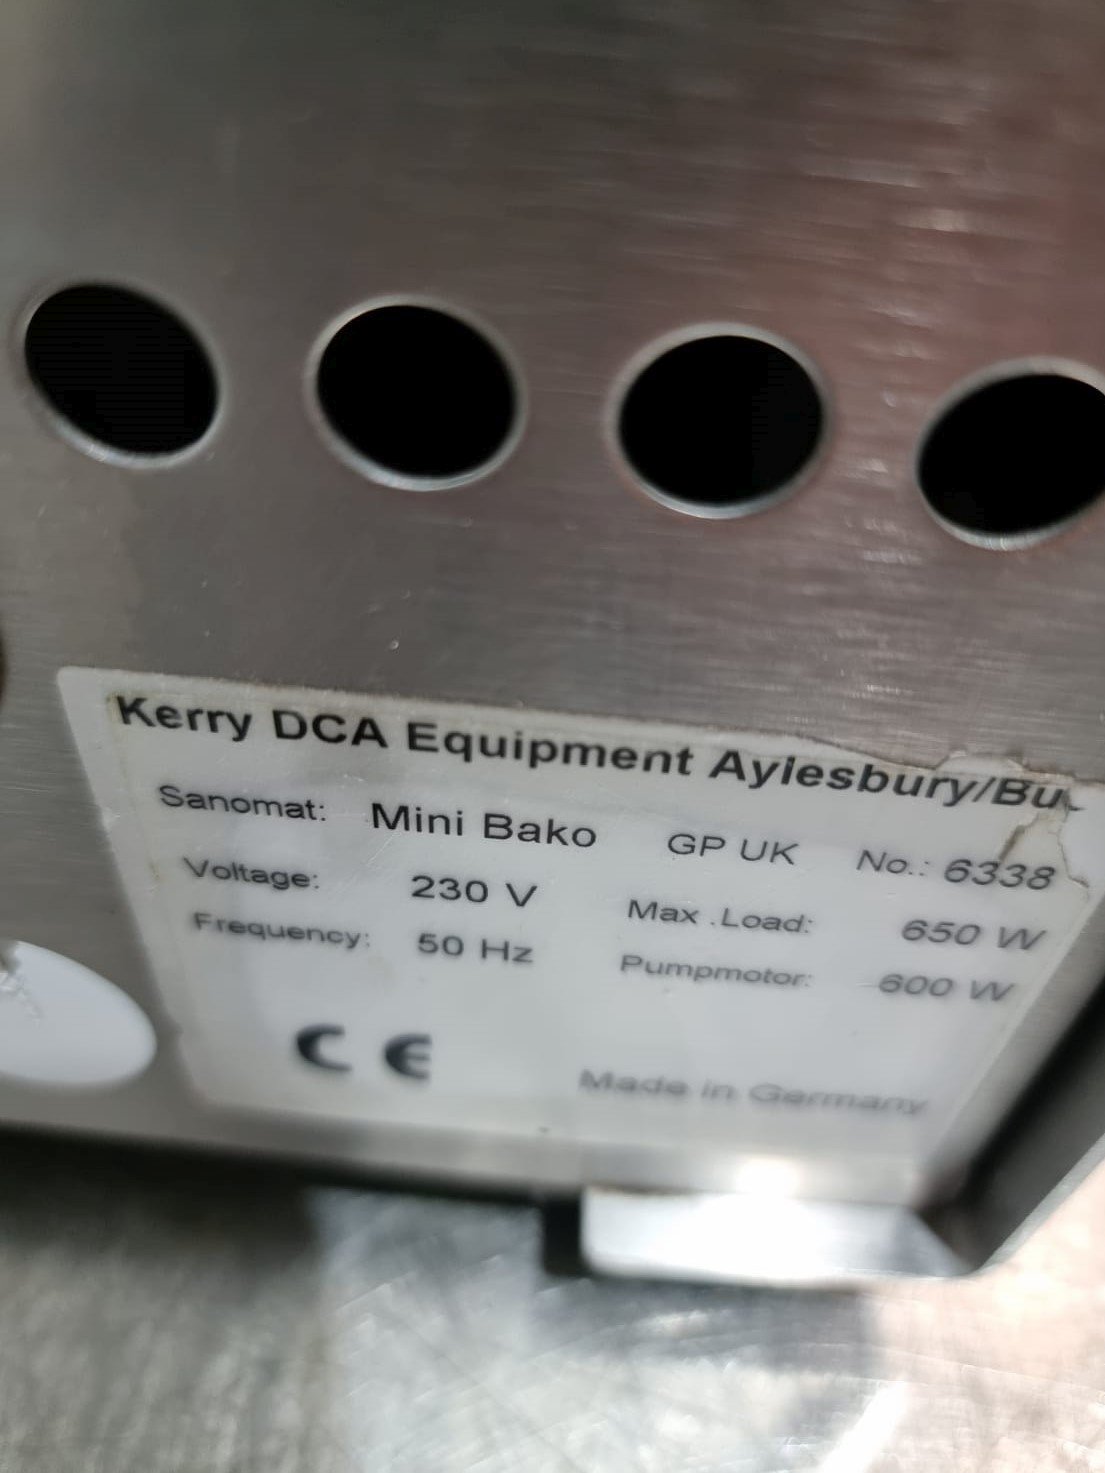 Kerry DCA Equipment Aylesbury/Buc
Sanomat: Mini Bako GP UK No.: 6338
Voltage: 230 V Max .Load: 650 W
Frequency: 50 Hz Pumpmotor: 600 W
CE Made in Germany